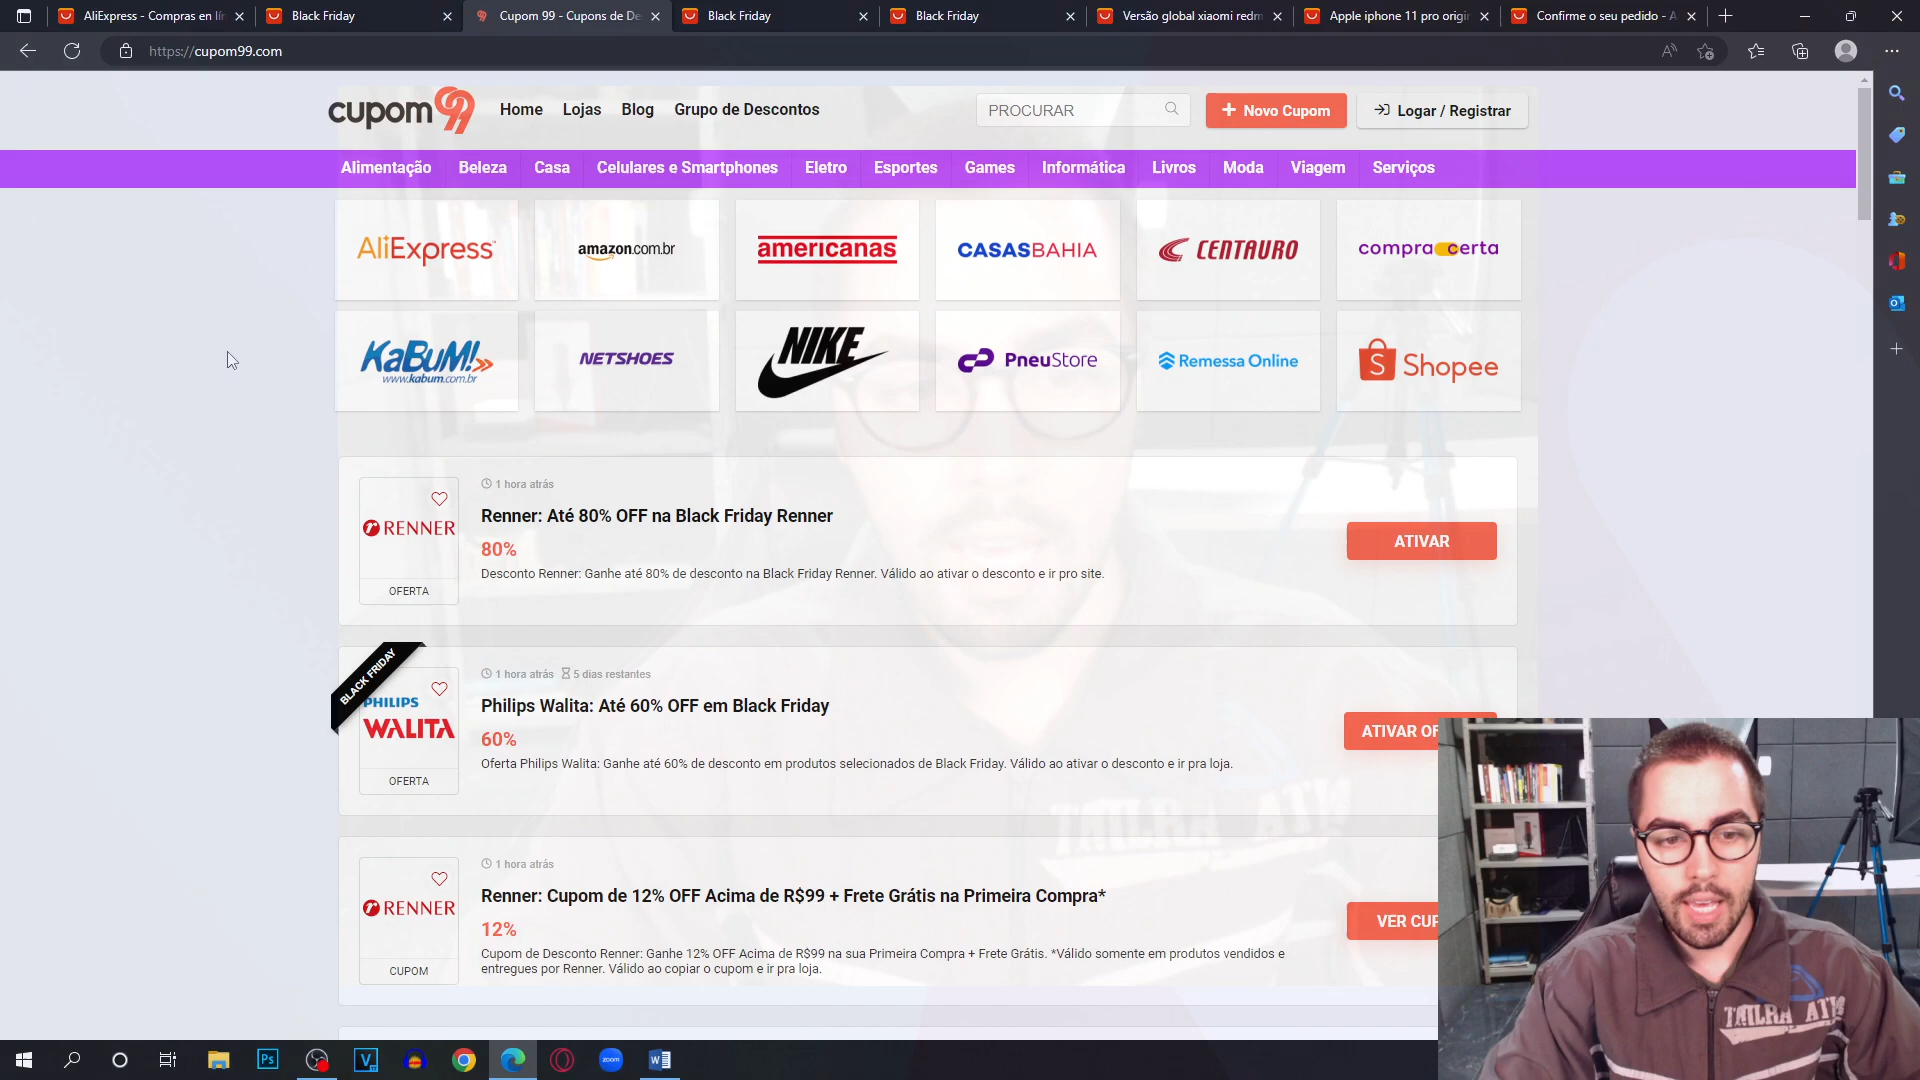 AliExpress - Compras en lí
Black Friday
Cupom 99 - Cupons de De
Black Friday
Black Friday
Versão global xiaomi redm
Apple iphone 11 pro origin
Confirme o seu pedido - A
https://cupom99.com
cupom99
Home
Lojas
Blog
Grupo de Descontos
PROCURAR
Novo Cupom
Logar / Registrar
Alimentação
Beleza
Casa
Celulares e Smartphones
Eletro
Esportes
Games
Informática
Livros
Moda
Viagem
Serviços
AliExpress
amazon.com.br
americanas
CASASBAHIA
CENTAURO
compracerta
KaBuM!
www.kabum.com.br
NETSHOES
NIKE
PneuStore
Remessa Online
Shopee
RENNER
OFERTA
1 hora atrás
Renner: Até 80% OFF na Black Friday Renner
80%
Desconto Renner: Ganhe até 80% de desconto na Black Friday Renner. Válido ao ativar o desconto e ir pro site.
ATIVAR
BLACK FRIDAY
PHILIPS
WALITA
OFERTA
1 hora atrás
5 dias restantes
Philips Walita: Até 60% OFF em Black Friday
60%
Oferta Philips Walita: Ganhe até 60% de desconto em produtos selecionados de Black Friday. Válido ao ativar o desconto e ir pra loja.
ATIVAR OF
RENNER
CUPOM
1 hora atrás
Renner: Cupom de 12% OFF Acima de R$99 + Frete Grátis na Primeira Compra*
12%
Cupom de Desconto Renner: Ganhe 12% OFF Acima de R$99 na sua Primeira Compra + Frete Grátis. *Válido somente em produtos vendidos e
entregues por Renner. Válido ao copiar o cupom e ir pra loja.
VER CUP
Ps
V
zoom
W